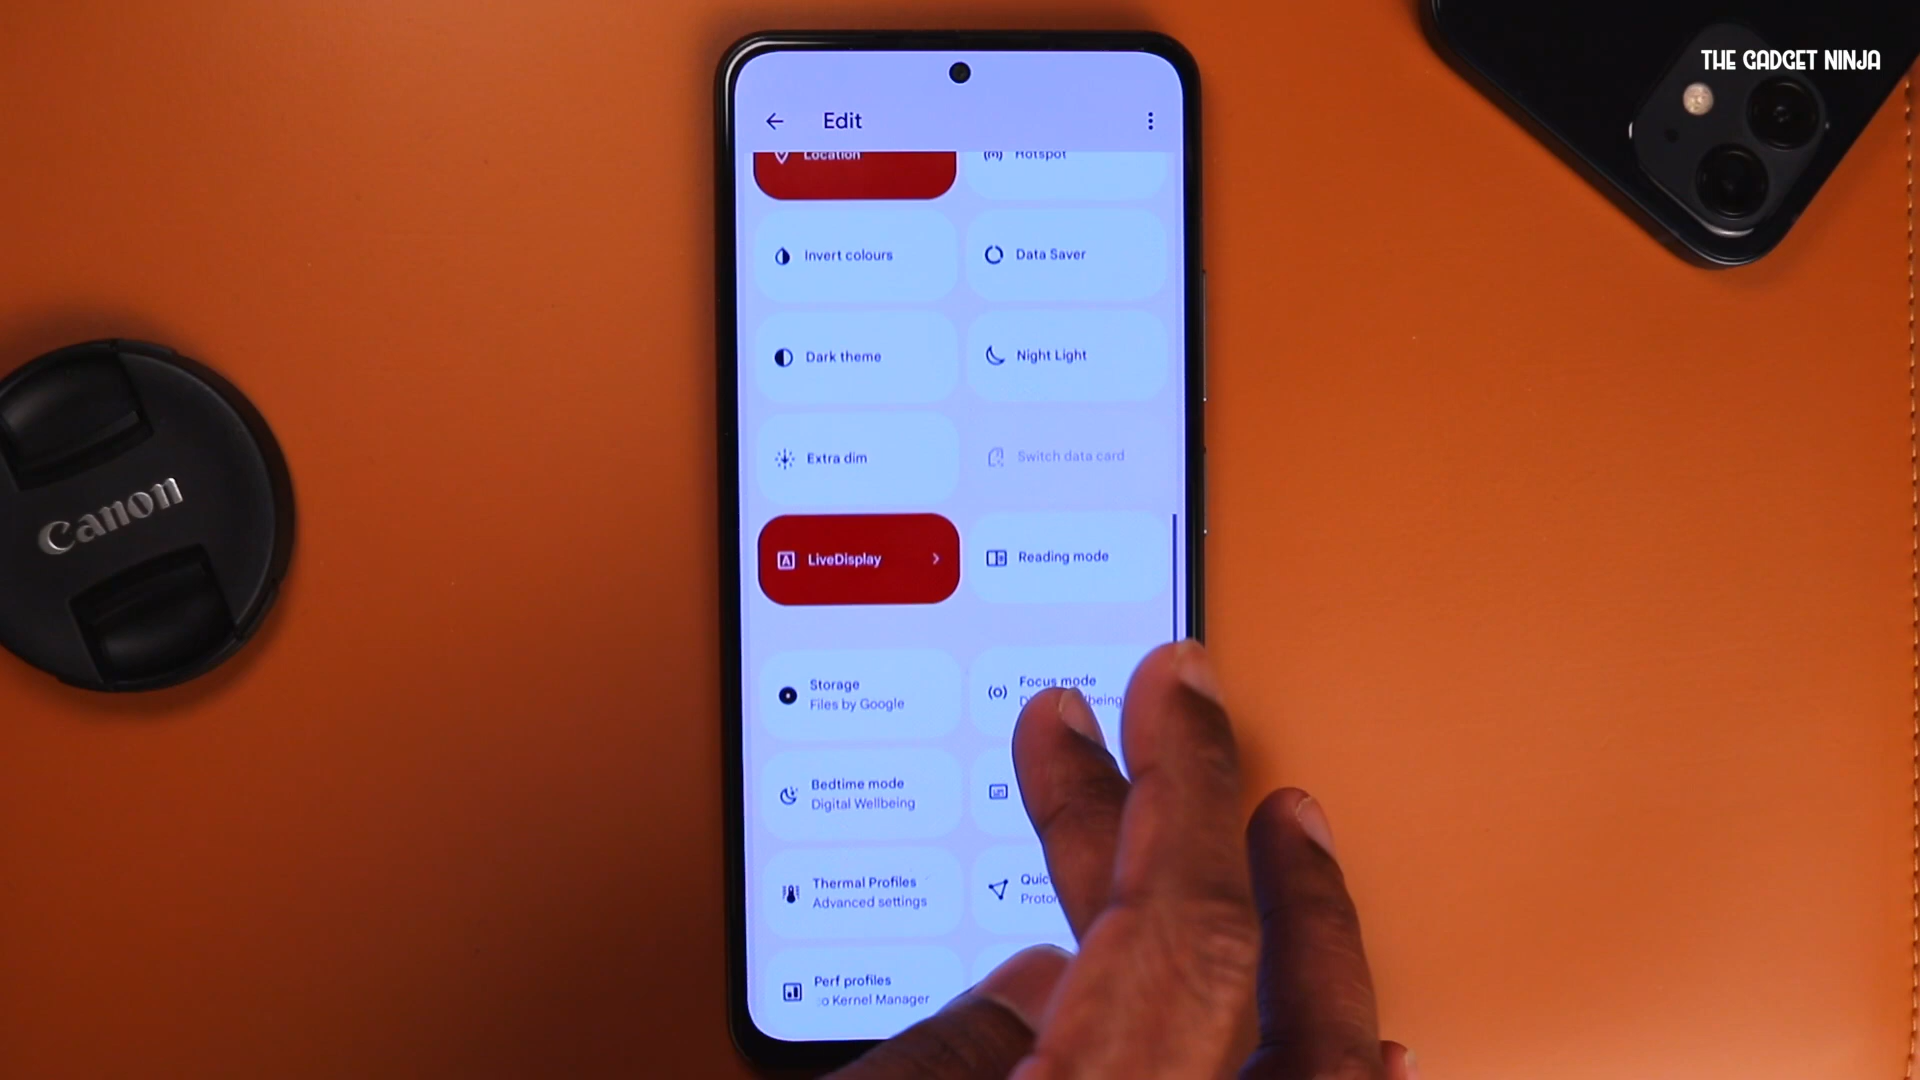 THE GADGET NINJA
Edit
Location
Hotspot
Invert colours
Data Saver
Dark theme
Night Light
Extra dim
Switch data card
LiveDisplay
Reading mode
Storage
Files by Google
Focus mode
Bedtime mode
Digital Wellbeing
Thermal Profiles
Advanced settings
Perf profiles
Kernel Manager
Canon